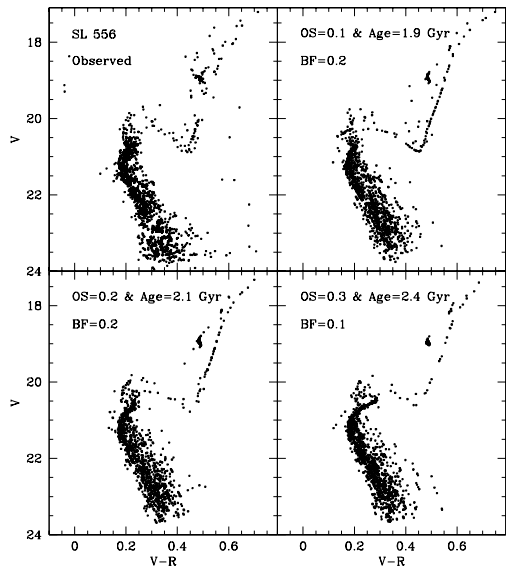 SL 556
Observed
OS=0.1 & Age=1.9 Gyr
BF=0.2
18
20
22
24
V
OS=0.2 & Age=2.1 Gyr
BF=0.2
OS=0.3 & Age=2.4 Gyr
BF=0.1
18
20
22
24
V
0 0.2 0.4 0.6
0 0.2 0.4 0.6
V-R
V-R